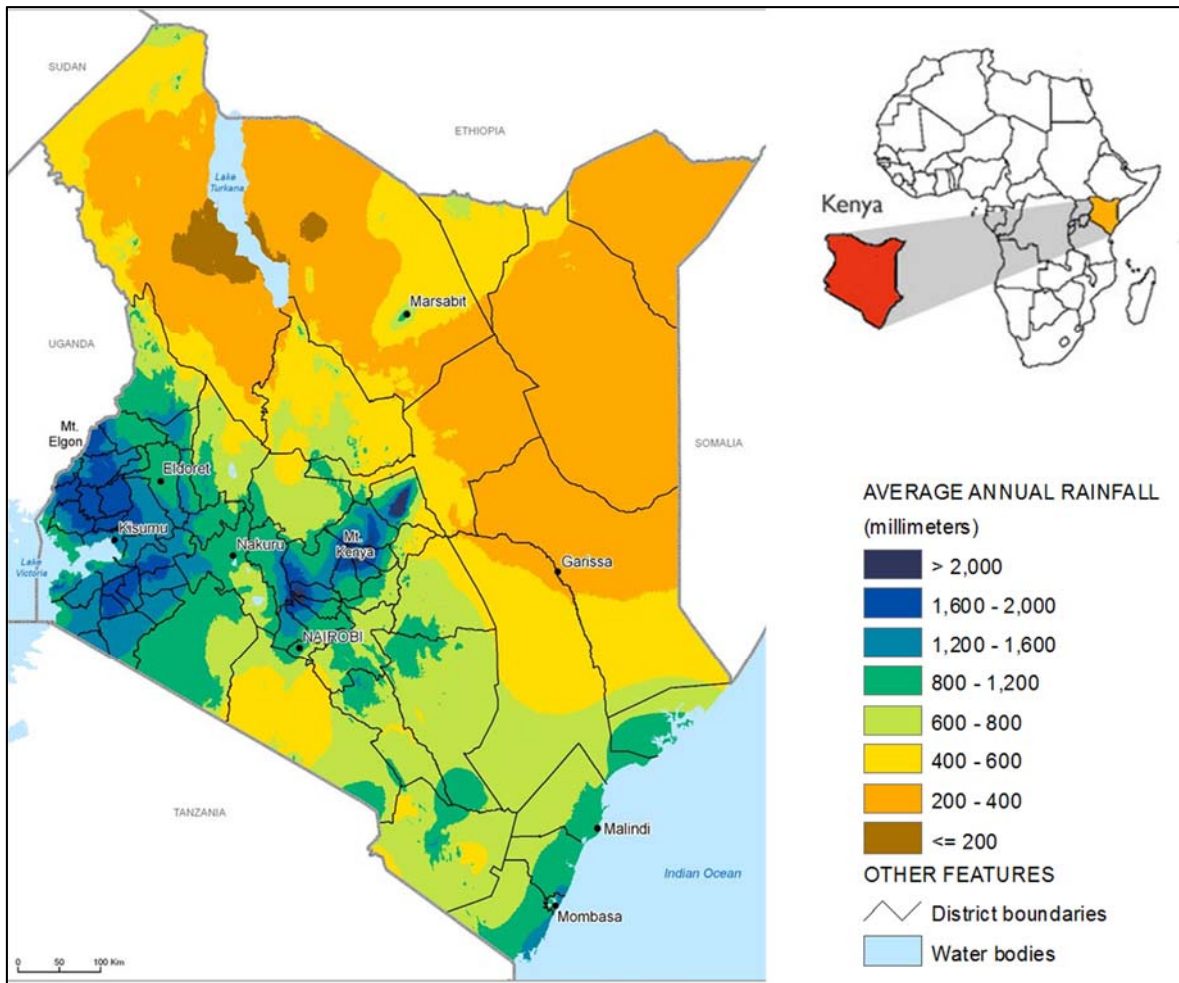 SUDAN
ETHIOPIA
Lake
Turkana
Marsabit
UGANDA
Mt.
Elgon
Eldoret
SOMALIA
Kisumu
Nakuru
Mt.
Kenya
Garissa
Lake
Victoria
NAIROBI
TANZANIA
Malindi
Indian Ocean
Mombasa
0 50 100 Km
Kenya
AVERAGE ANNUAL RAINFALL
(millimeters)
> 2,000
1,600 - 2,000
1,200 - 1,600
800 - 1,200
600 - 800
400 - 600
200 - 400
<= 200
OTHER FEATURES
District boundaries
Water bodies